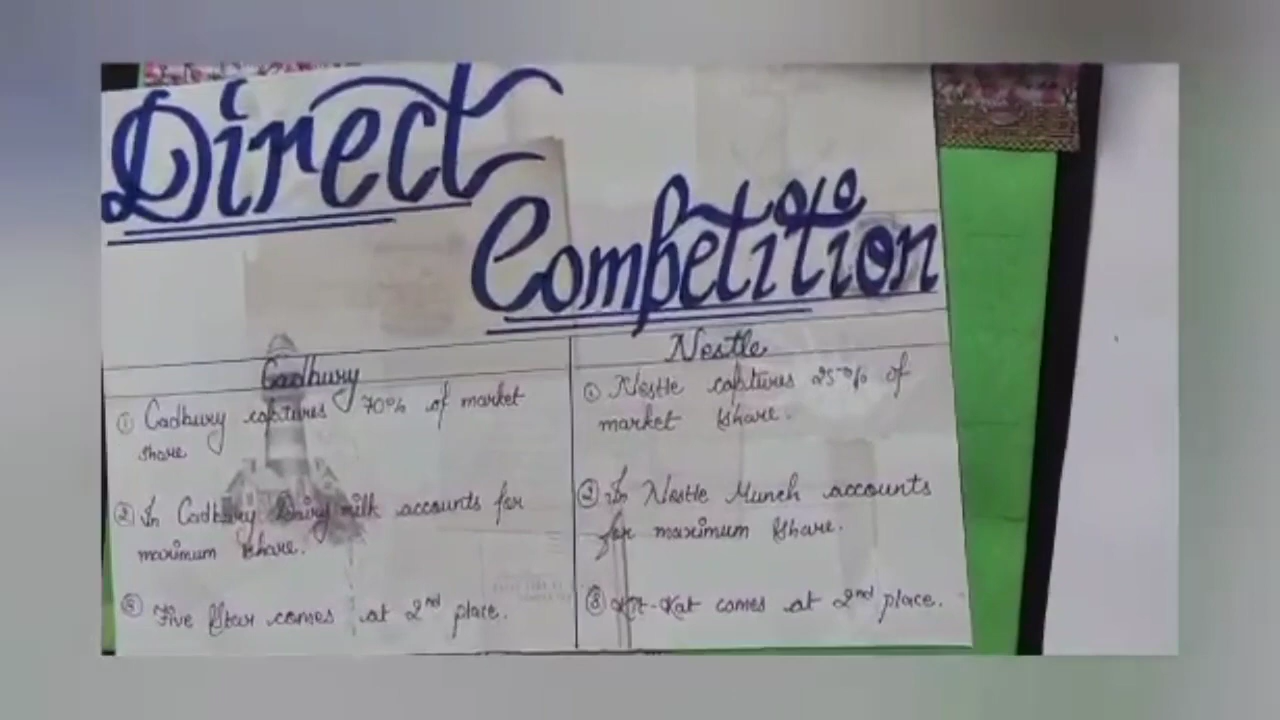 Direct
Competition
Cadbury
① Cadbury captures 70% of market
share
② In Cadbury Dairy milk accounts for
maximum share.
③ Five Star comes at 2nd place.
Nestle
① Nestle captures 25% of
market share.
② In Nestle Munch accounts
for maximum share.
③ Kit-Kat comes at 2nd place.